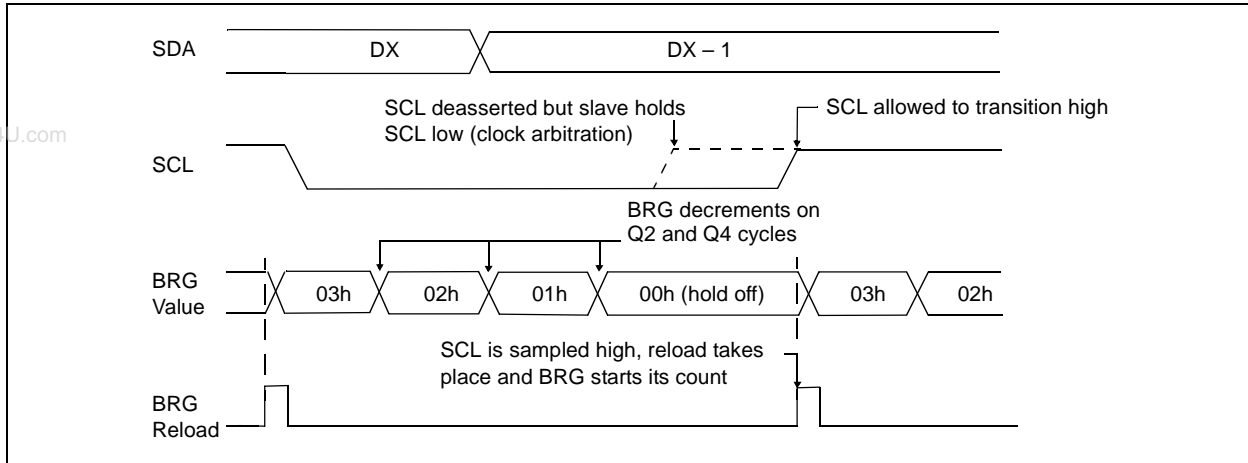 SDA
DX
DX – 1
SCL deasserted but slave holds
SCL low (clock arbitration)
SCL allowed to transition high
4U.com
SCL
BRG decrements on
Q2 and Q4 cycles
BRG
Value
03h
02h
01h
00h (hold off)
03h
02h
SCL is sampled high, reload takes
place and BRG starts its count
BRG
Reload